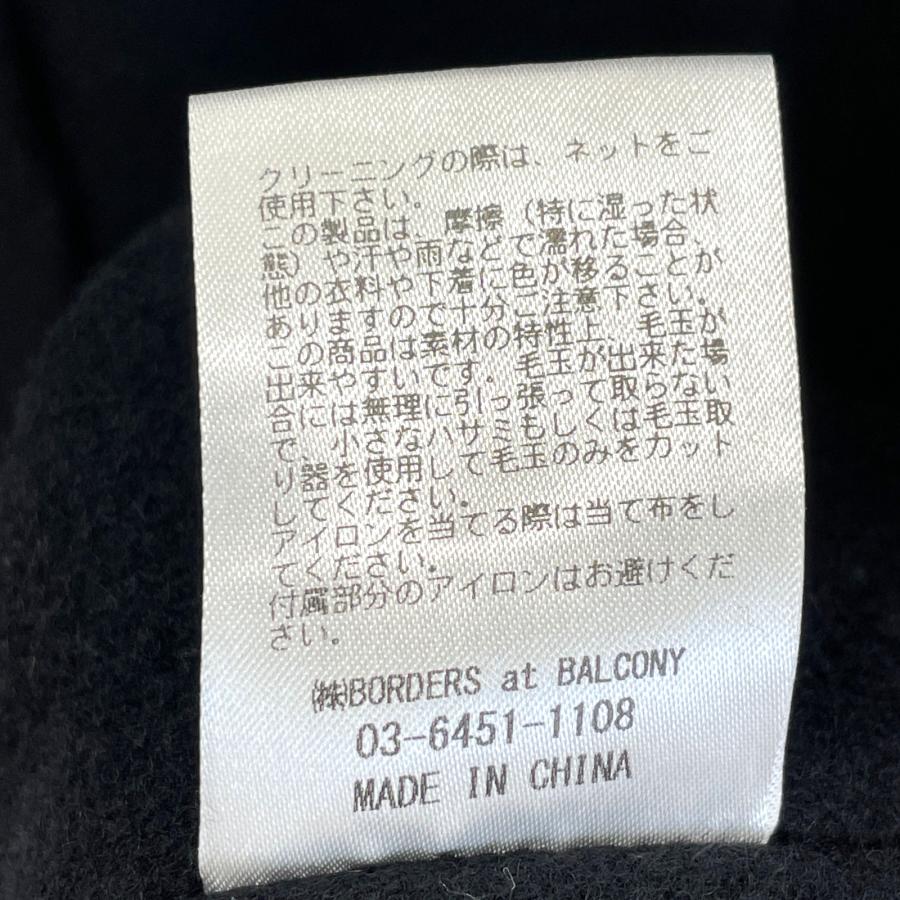 クリーニングの際は、ネットをご
使用下さい。
この製品は、摩擦（特に湿った状
態）や汗や雨などで濡れた場合、
他の衣料や下着に色が移ることが
ありますので十分ご注意下さい。
この商品は素材の特性上、毛玉が
出来やすいです。毛玉が出来た場
合には無理に引っ張って取らない
で、小さなハサミもしくは毛玉取
り器を使用して毛玉のみをカット
してください。
アイロンを当てる際は当て布をし
てください。
付属部分のアイロンはお避けくだ
さい。
㈱BORDERS at BALCONY
03-6451-1108
MADE IN CHINA